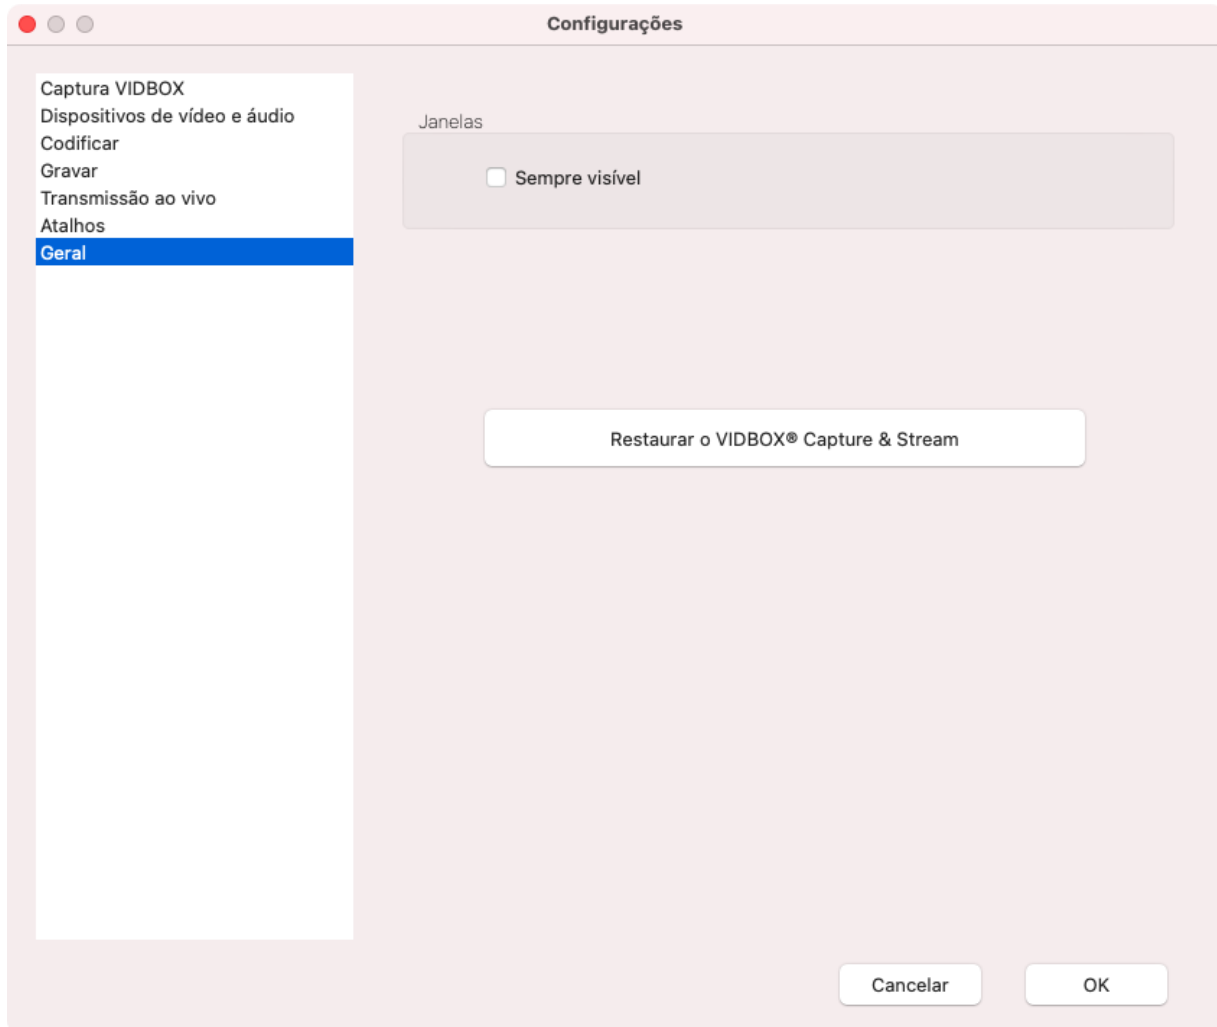 Configurações
Captura VIDBOX
Dispositivos de vídeo e áudio
Codificar
Gravar
Transmissão ao vivo
Atalhos
Geral
Janelas
Sempre visível
Restaurar o VIDBOX® Capture & Stream
Cancelar
OK